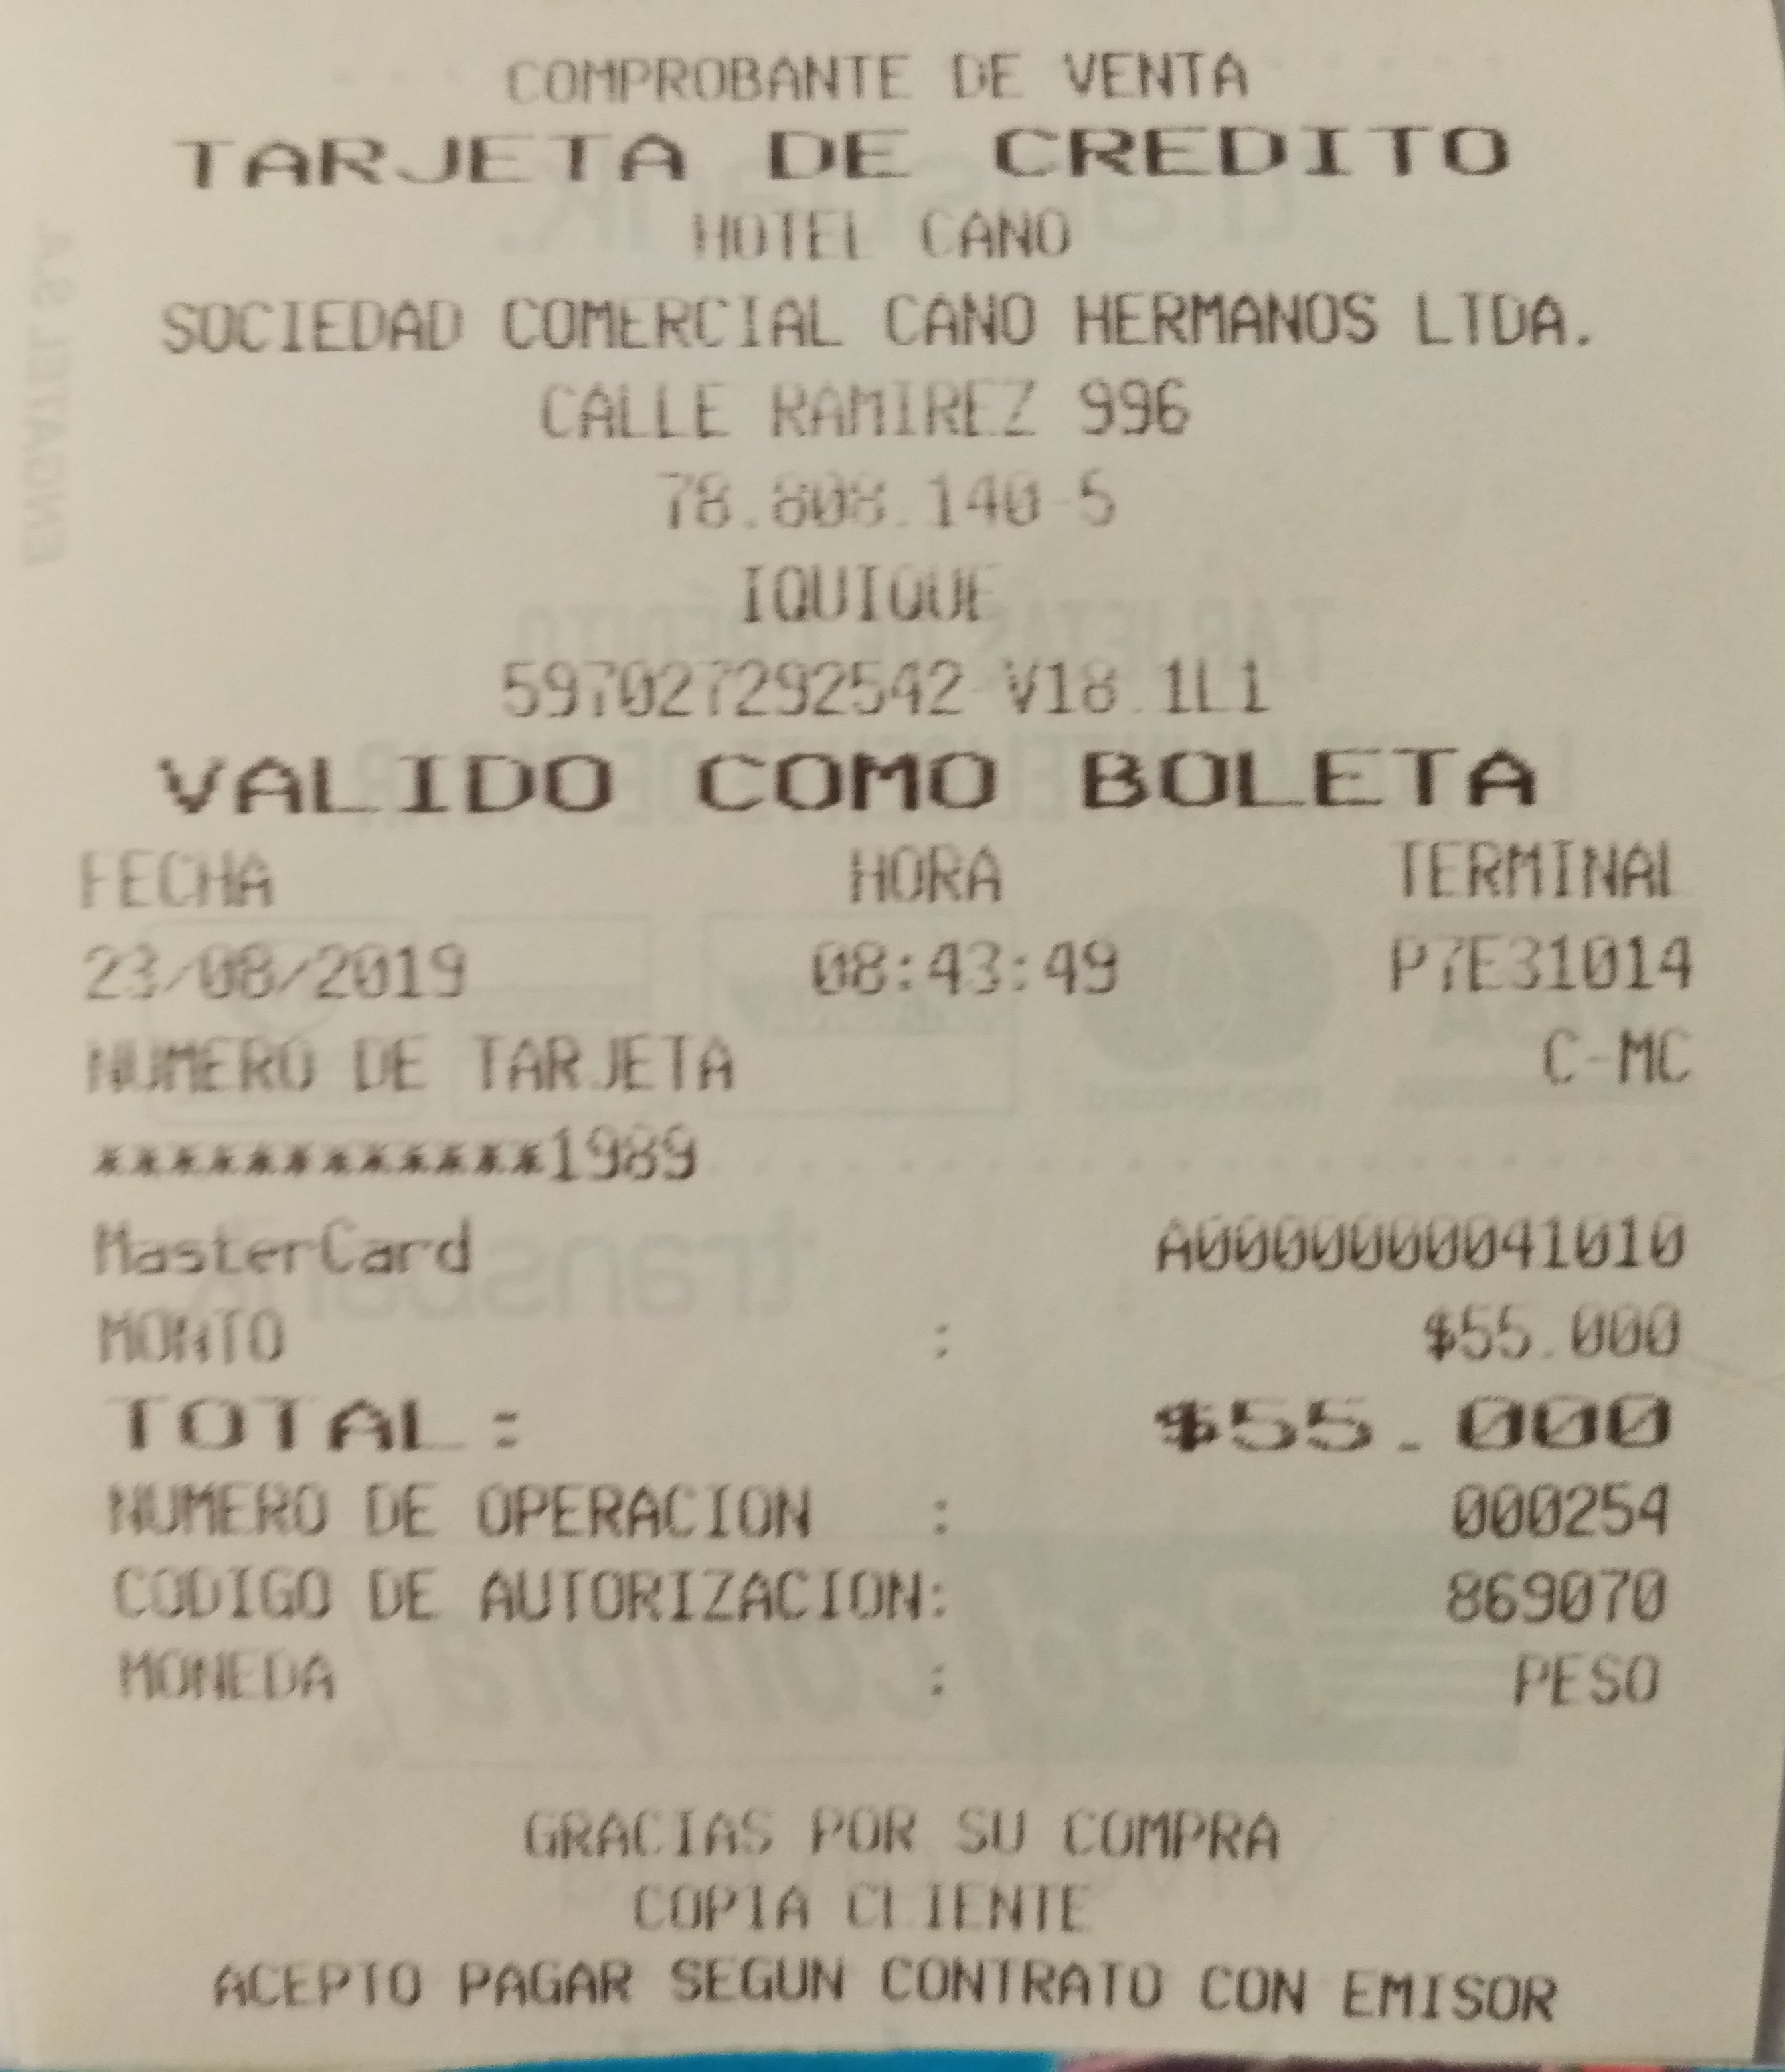 COMPROBANTE DE VENTA
TARJETA DE CREDITO
HOTEL CANO
SOCIEDAD COMERCIAL CANO HERMANOS LTDA.
CALLE RAMIREZ 996
78.808.140-5
IQUIQUE
597027292542-V18.1L1
VALIDO COMO BOLETA
FECHA HORA TERMINAL
23/08/2019 08:43:49 P7E31014
NUMERO DE TARJETA C-MC
************1989
MasterCard A0000000041010
MONTO : $55.000
TOTAL: $55.000
NUMERO DE OPERACION : 000254
CODIGO DE AUTORIZACION: 869070
MONEDA : PESO
GRACIAS POR SU COMPRA
COPIA CLIENTE
ACEPTO PAGAR SEGUN CONTRATO CON EMISOR
ENDATEL S.A.
transbank.